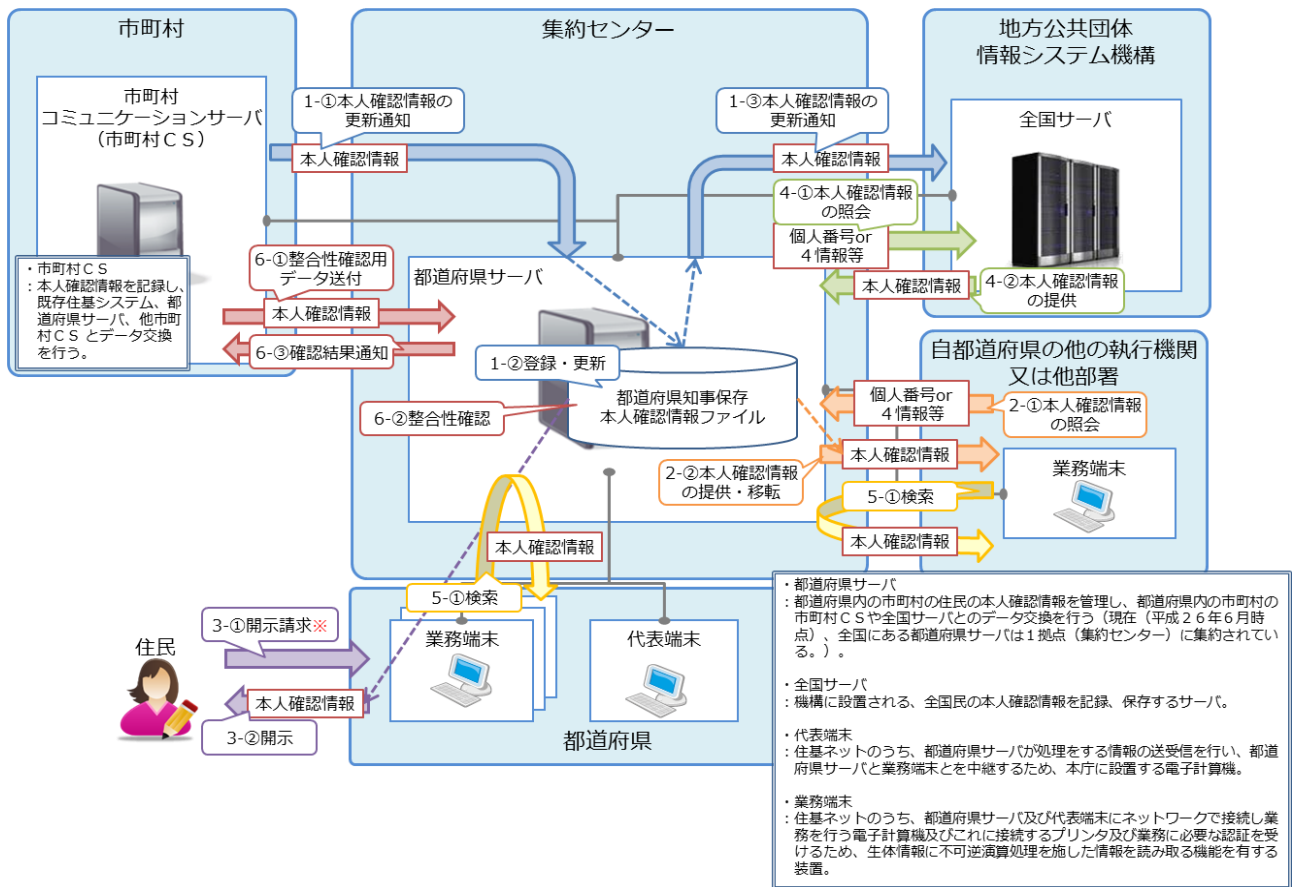 市町村
市町村
コミュニケーションサーバ
(市町村ＣＳ)
・市町村ＣＳ
：本人確認情報を記録し、
既存住基システム、都
道府県サーバ、他市町
村ＣＳ とデータ交換
を行う。
集約センター
1-①本人確認情報の
更新通知
本人確認情報
1-③本人確認情報の
更新通知
本人確認情報
地方公共団体
情報システム機構
全国サーバ
4-①本人確認情報
の照会
個人番号or
４情報等
本人確認情報
4-②本人確認情報
の提供
6-①整合性確認用
データ送付
本人確認情報
6-③確認結果通知
都道府県サーバ
1-②登録・更新
都道府県知事保存
本人確認情報ファイル
6-②整合性確認
自都道府県の他の執行機関
又は他部署
個人番号or
４情報等
2-①本人確認情報
の照会
本人確認情報
2-②本人確認情報
の提供・移転
業務端末
5-①検索
本人確認情報
本人確認情報
5-①検索
業務端末
代表端末
都道府県
住民
3-①開示請求※
本人確認情報
3-②開示
・都道府県サーバ
：都道府県内の市町村の住民の本人確認情報を管理し、都道府県内の市町村の
市町村ＣＳや全国サーバとのデータ交換を行う（現在（平成２６年６月時
点）、全国にある都道府県サーバは１拠点（集約センター）に集約されてい
る。）。
・全国サーバ
：機構に設置される、全国民の本人確認情報を記録、保存するサーバ。
・代表端末
：住基ネットのうち、都道府県サーバが処理をする情報の送受信を行い、都道
府県サーバと業務端末とを中継するため、本庁に設置する電子計算機。
・業務端末
：住基ネットのうち、都道府県サーバ及び代表端末にネットワークで接続し業
務を行う電子計算機及びこれに接続するプリンタ及び業務に必要な認証を受
けるため、生体情報に不可逆演算処理を施した情報を読み取る機能を有する
装置。